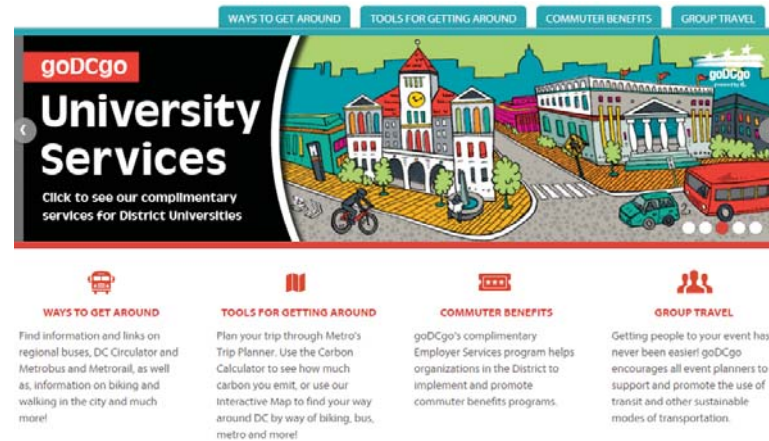 WAYS TO GET AROUND
TOOLS FOR GETTING AROUND
COMMUTER BENEFITS
GROUP TRAVEL
goDCgo
University
Services
Click to see our complimentary
services for District Universities
goDCgo
WAYS TO GET AROUND
Find information and links on
regional buses, DC Circulator and
Metrobus and Metrorail, as well
as, information on biking and
walking in the city and much
more!
TOOLS FOR GETTING AROUND
Plan your trip through Metro's
Trip Planner. Use the Carbon
Calculator to see how much
carbon you emit, or use our
Interactive Map to find your way
around DC by way of biking, bus,
metro and more!
COMMUTER BENEFITS
goDCgo's complimentary
Employer Services program helps
organizations in the District to
implement and promote
commuter benefits programs.
GROUP TRAVEL
Getting people to your event has
never been easier! goDCgo
encourages all event planners to
support and promote the use of
transit and other sustainable
modes of transportation.